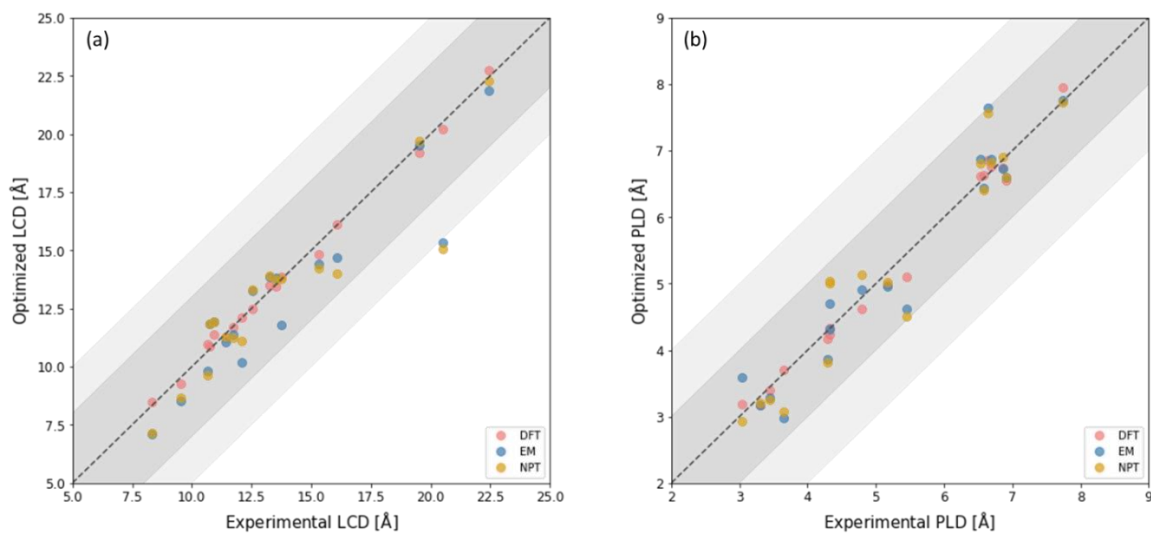 (a)
25.0
22.5
20.0
17.5
15.0
12.5
10.0
7.5
5.0
Optimized LCD [Å]
5.0 7.5 10.0 12.5 15.0 17.5 20.0 22.5 25.0
Experimental LCD [Å]
DFT
EM
NPT
(b)
9
8
7
6
5
4
3
2
Optimized PLD [Å]
2 3 4 5 6 7 8 9
Experimental PLD [Å]
DFT
EM
NPT